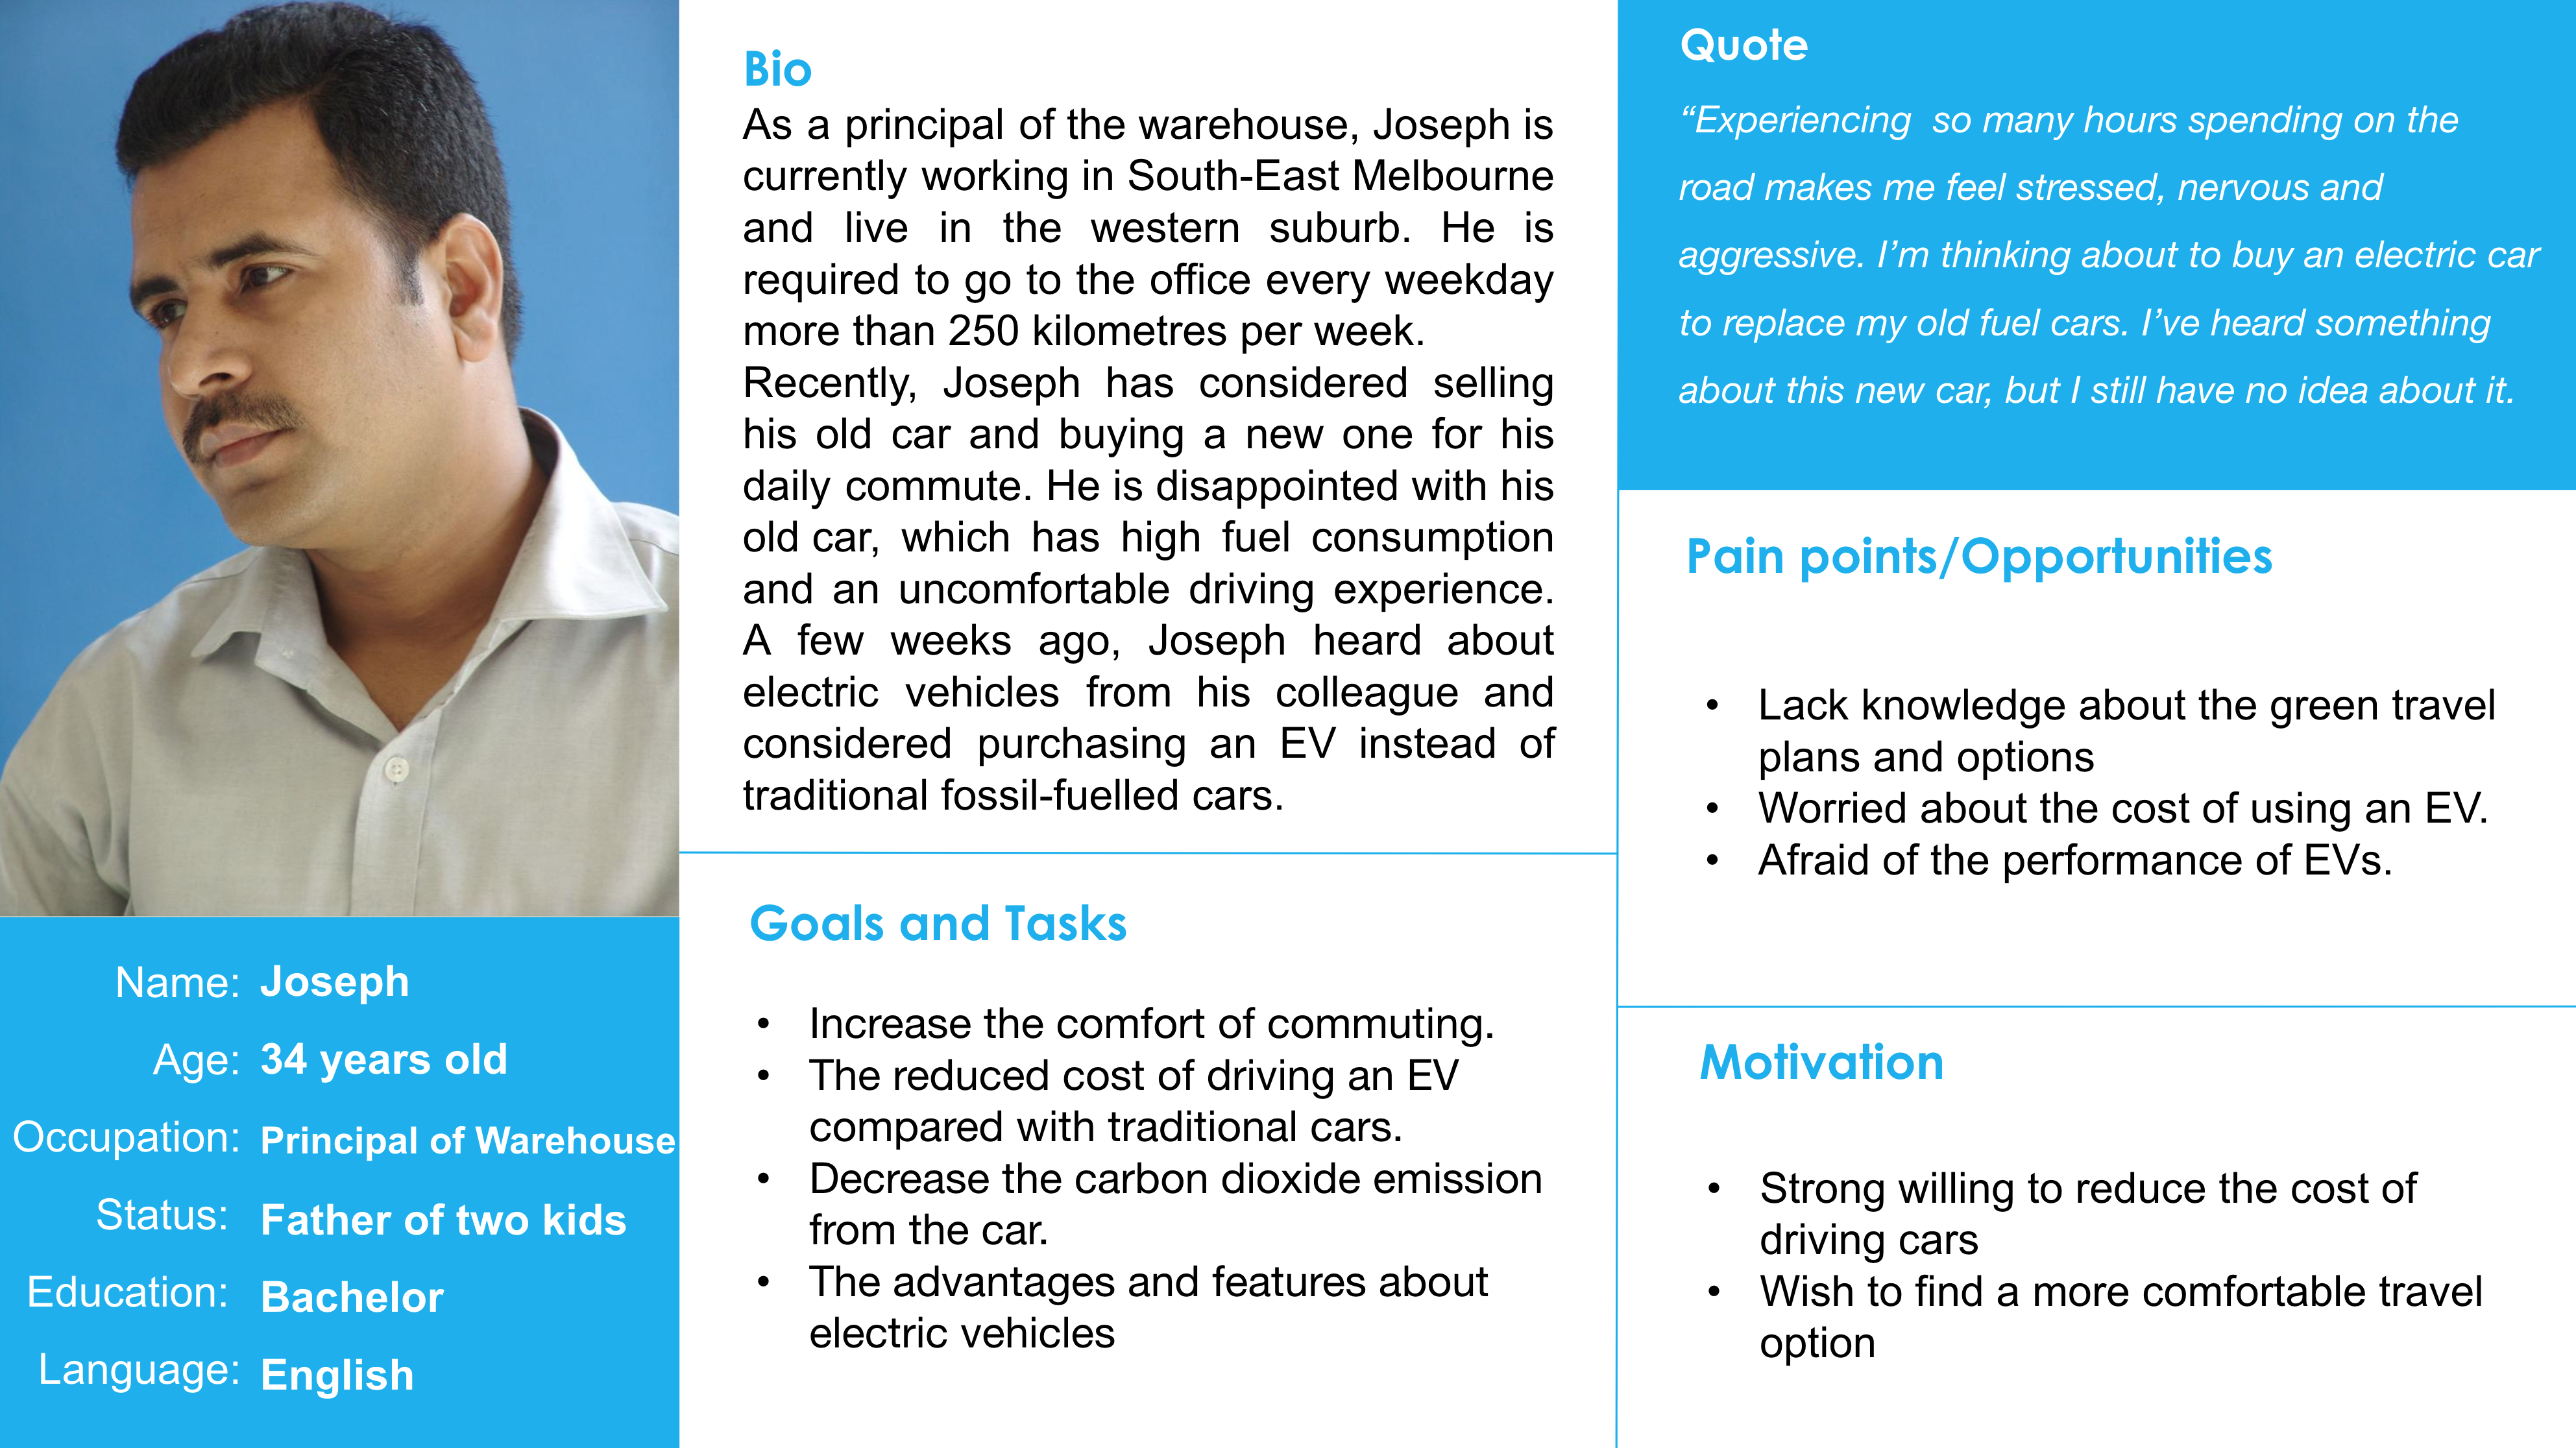 Bio
As a principal of the warehouse, Joseph is
currently working in South-East Melbourne
and live in the western suburb. He is
required to go to the office every weekday
more than 250 kilometres per week.
Recently, Joseph has considered selling
his old car and buying a new one for his
daily commute. He is disappointed with his
old car, which has high fuel consumption
and an uncomfortable driving experience.
A few weeks ago, Joseph heard about
electric vehicles from his colleague and
considered purchasing an EV instead of
traditional fossil-fuelled cars.
Quote
“Experiencing  so many hours spending on the
road makes me feel stressed, nervous and
aggressive. I’m thinking about to buy an electric car
to replace my old fuel cars. I’ve heard something
about this new car, but I still have no idea about it.
Pain points/Opportunities
• Lack knowledge about the green travel
plans and options
• Worried about the cost of using an EV.
• Afraid of the performance of EVs.
Name: Joseph
Age: 34 years old
Occupation: Principal of Warehouse
Status: Father of two kids
Education: Bachelor
Language: English
Goals and Tasks
• Increase the comfort of commuting.
• The reduced cost of driving an EV
compared with traditional cars.
• Decrease the carbon dioxide emission
from the car.
• The advantages and features about
electric vehicles
Motivation
• Strong willing to reduce the cost of
driving cars
• Wish to find a more comfortable travel
option